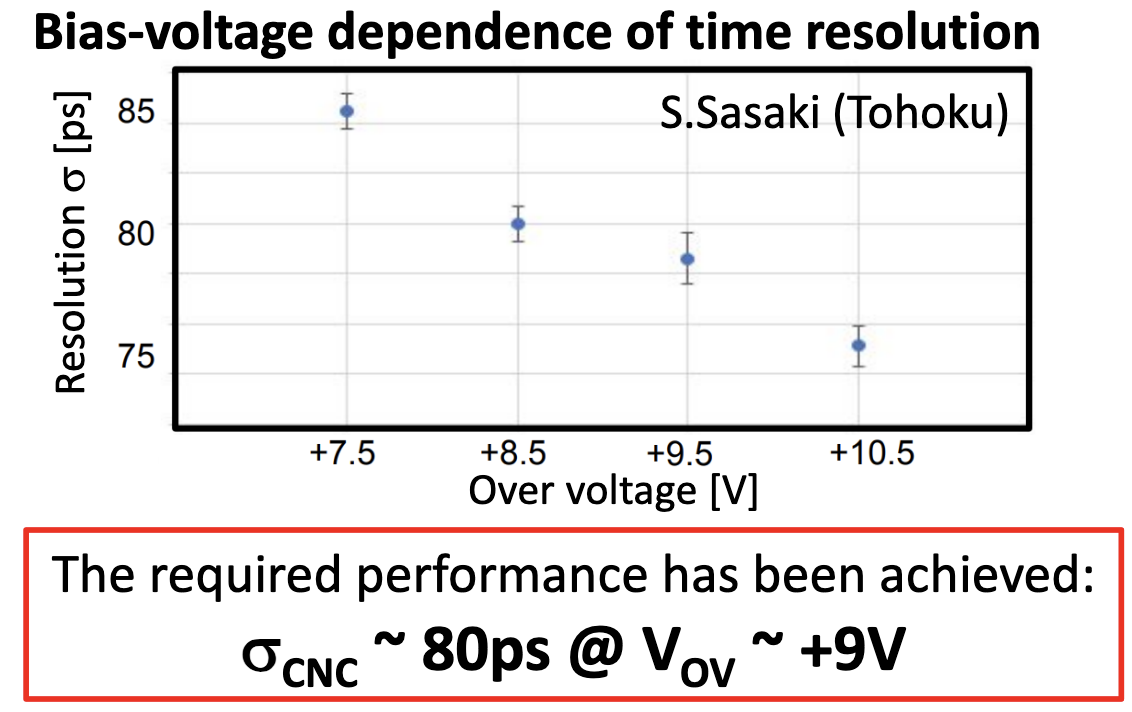 Bias-voltage dependence of time resolution
S.Sasaki (Tohoku)
Resolution σ [ps]
85
80
75
+7.5 +8.5 +9.5 +10.5
Over voltage [V]
The required performance has been achieved:
σCNC ~ 80ps @ VOV ~ +9V